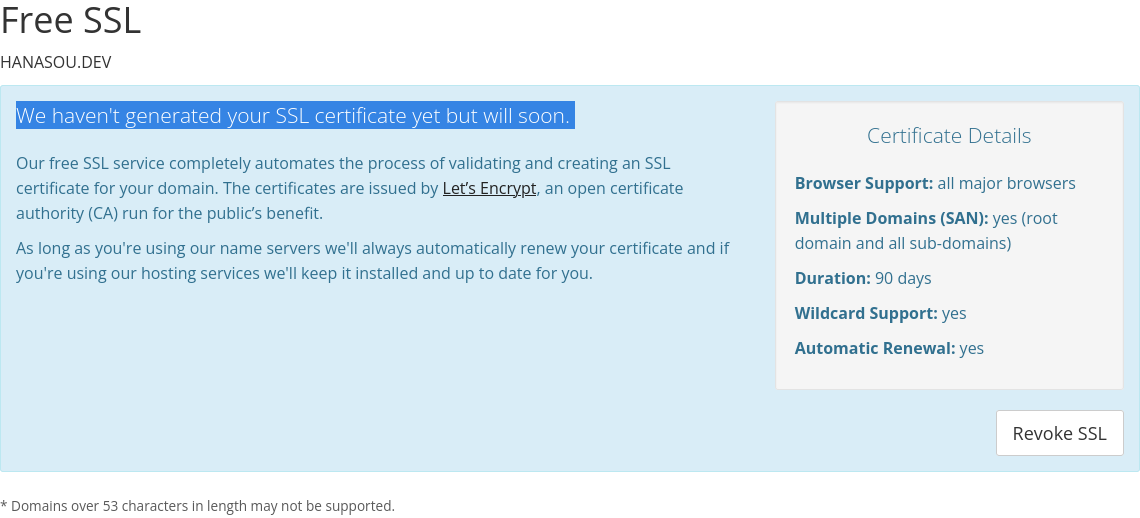 Free SSL
HANASOU.DEV
We haven't generated your SSL certificate yet but will soon.
Our free SSL service completely automates the process of validating and creating an SSL
certificate for your domain. The certificates are issued by Let’s Encrypt, an open certificate
authority (CA) run for the public’s benefit.
As long as you're using our name servers we'll always automatically renew your certificate and if
you're using our hosting services we'll keep it installed and up to date for you.
Certificate Details
Browser Support: all major browsers
Multiple Domains (SAN): yes (root
domain and all sub-domains)
Duration: 90 days
Wildcard Support: yes
Automatic Renewal: yes
Revoke SSL
* Domains over 53 characters in length may not be supported.